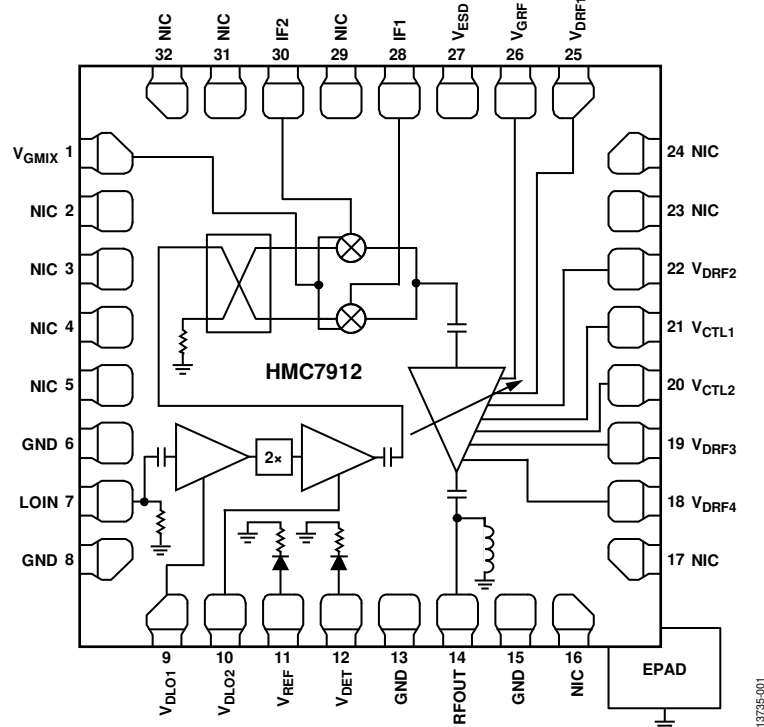 32 NIC
31 NIC
30 IF2
29 NIC
28 IF1
27 VESD
26 VGRF
25 VDRF1
VGMIX 1
NIC 2
NIC 3
NIC 4
NIC 5
GND 6
LOIN 7
GND 8
24 NIC
23 NIC
22 VDRF2
21 VCTL1
20 VCTL2
19 VDRF3
18 VDRF4
17 NIC
HMC7912
2×
9 VDLO1
10 VDLO2
11 VREF
12 VDET
13 GND
14 RFOUT
15 GND
16 NIC
EPAD
13735-001